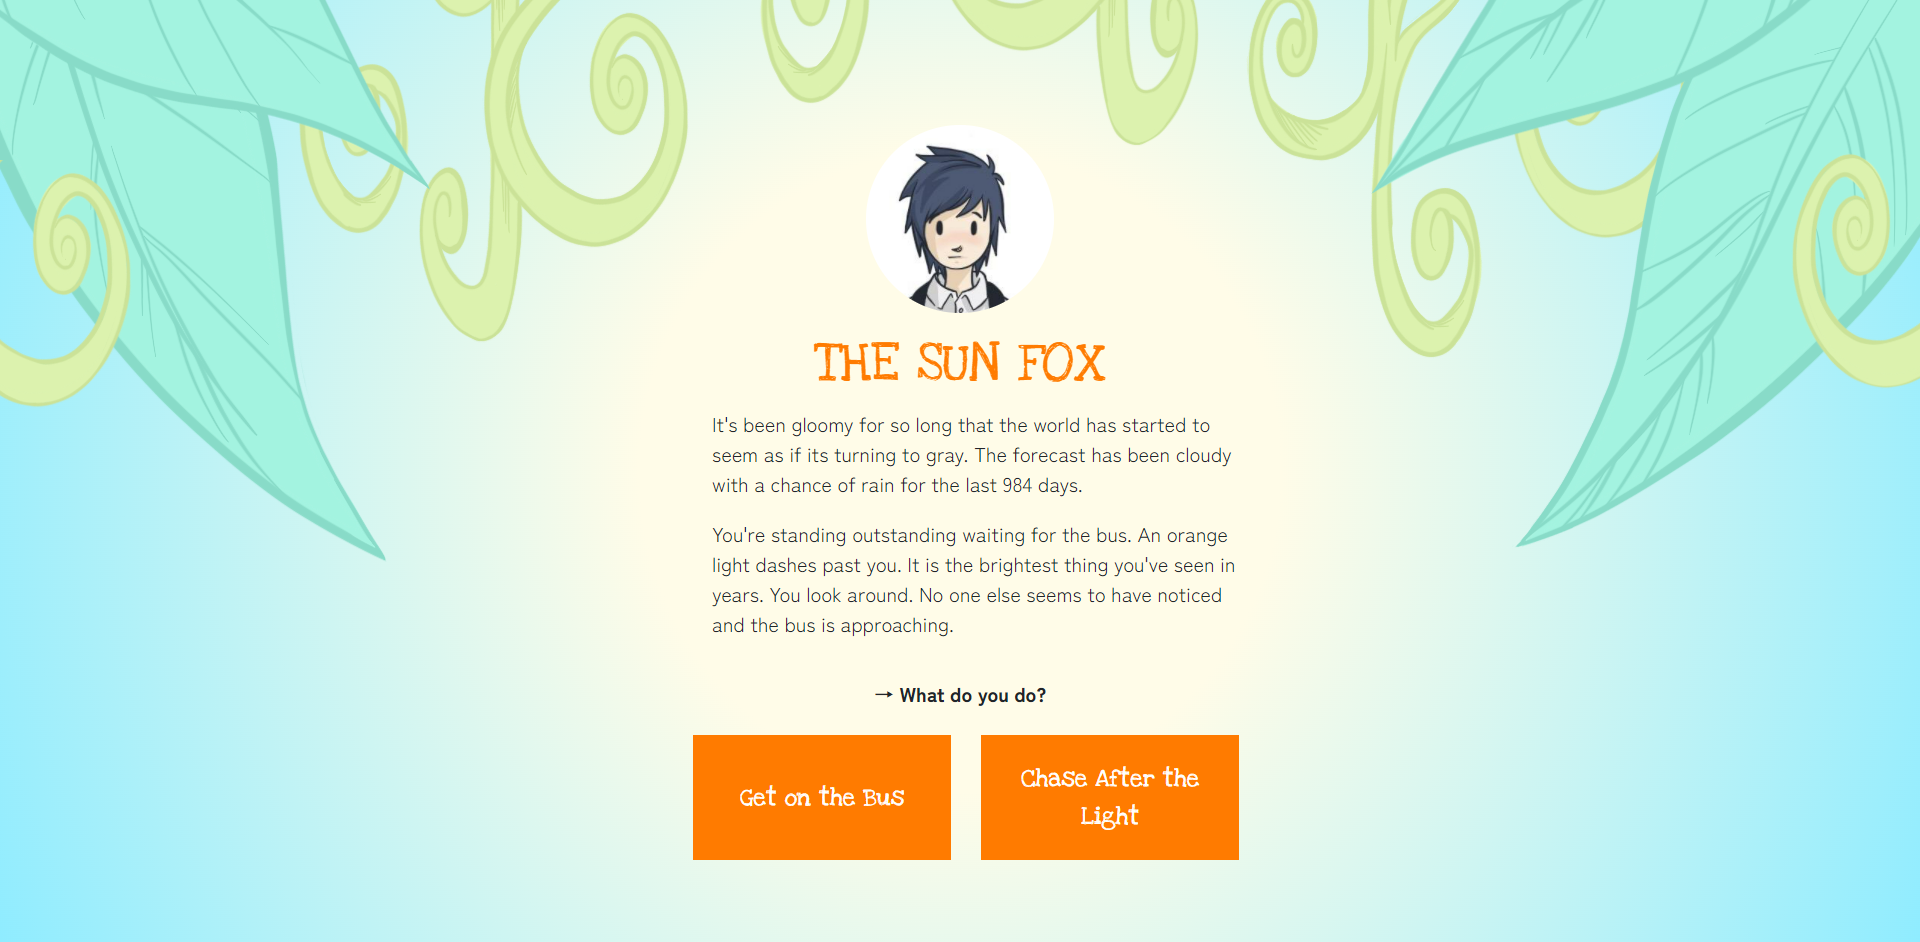 THE SUN FOX
It's been gloomy for so long that the world has started to
seem as if its turning to gray. The forecast has been cloudy
with a chance of rain for the last 984 days.
You're standing outstanding waiting for the bus. An orange
light dashes past you. It is the brightest thing you've seen in
years. You look around. No one else seems to have noticed
and the bus is approaching.
→ What do you do?
Get on the Bus
Chase After the
Light